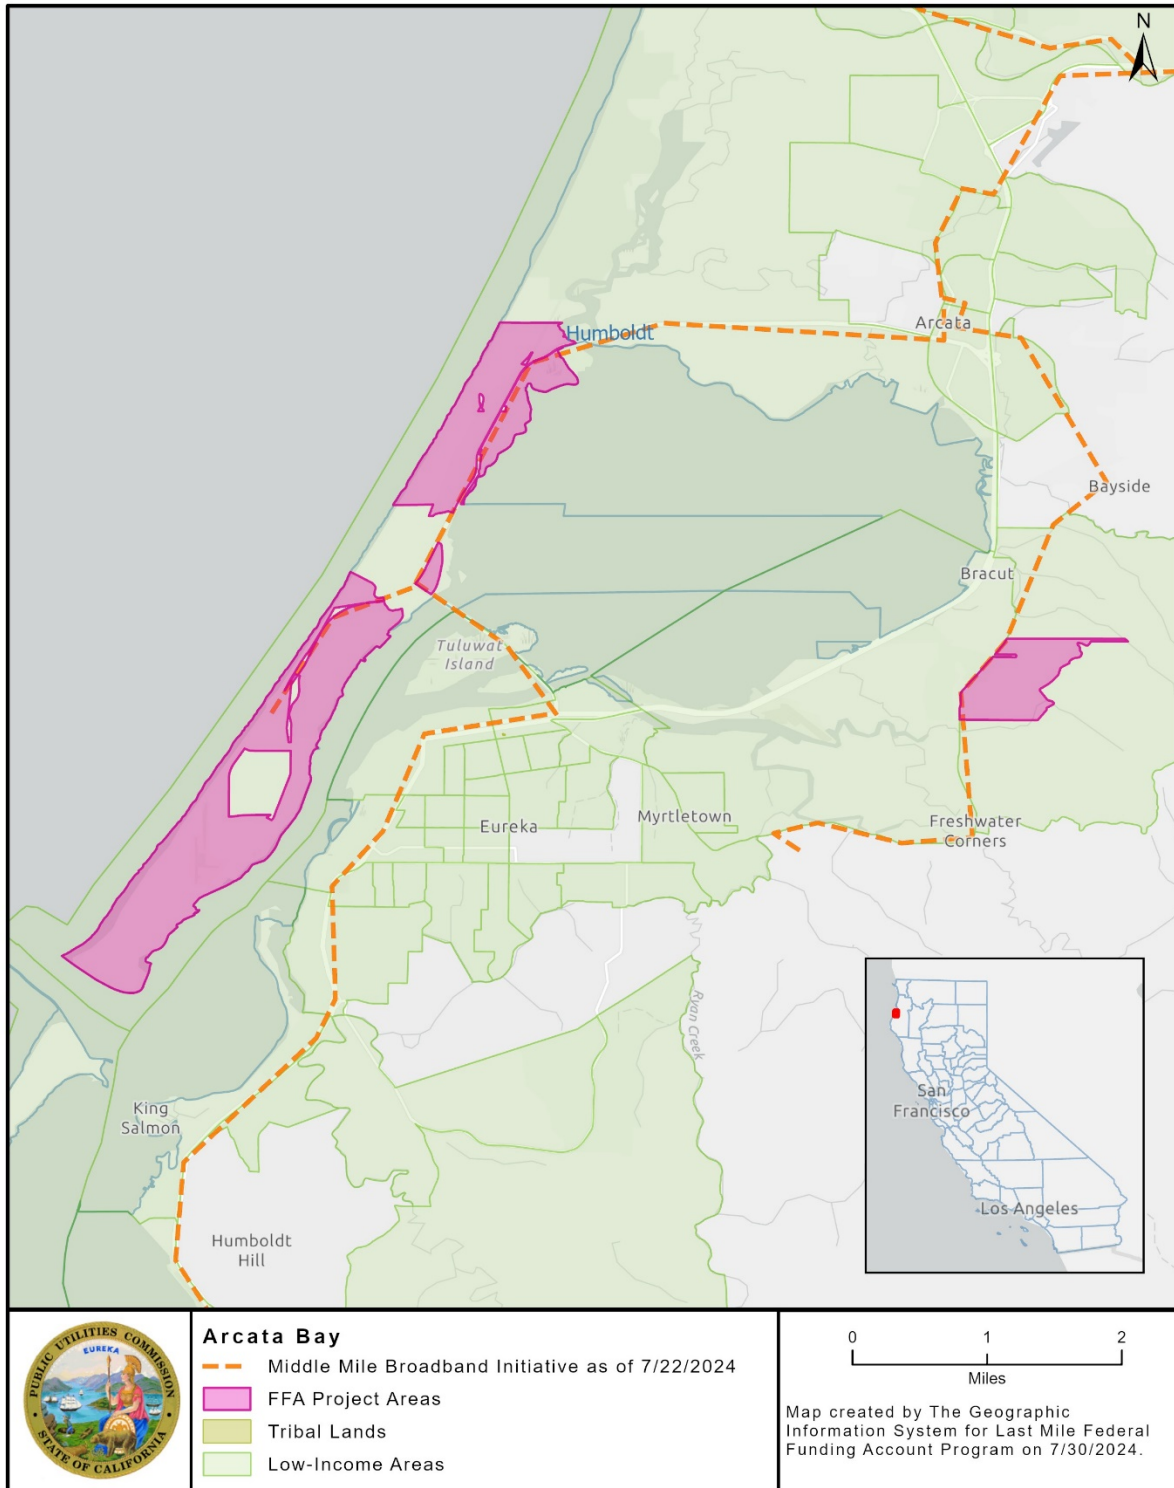 N
Humboldt
Arcata
Bayside
Bracut
Tuluwat
Island
Eureka
Myrtletown
Freshwater
Corners
Ryan Creek
King
Salmon
Humboldt
Hill
San
Francisco
Los Angeles
PUBLIC UTILITIES COMMISSION
EUREKA
STATE OF CALIFORNIA
Arcata Bay
Middle Mile Broadband Initiative as of 7/22/2024
FFA Project Areas
Tribal Lands
Low-Income Areas
0 1 2
Miles
Map created by The Geographic
Information System for Last Mile Federal
Funding Account Program on 7/30/2024.